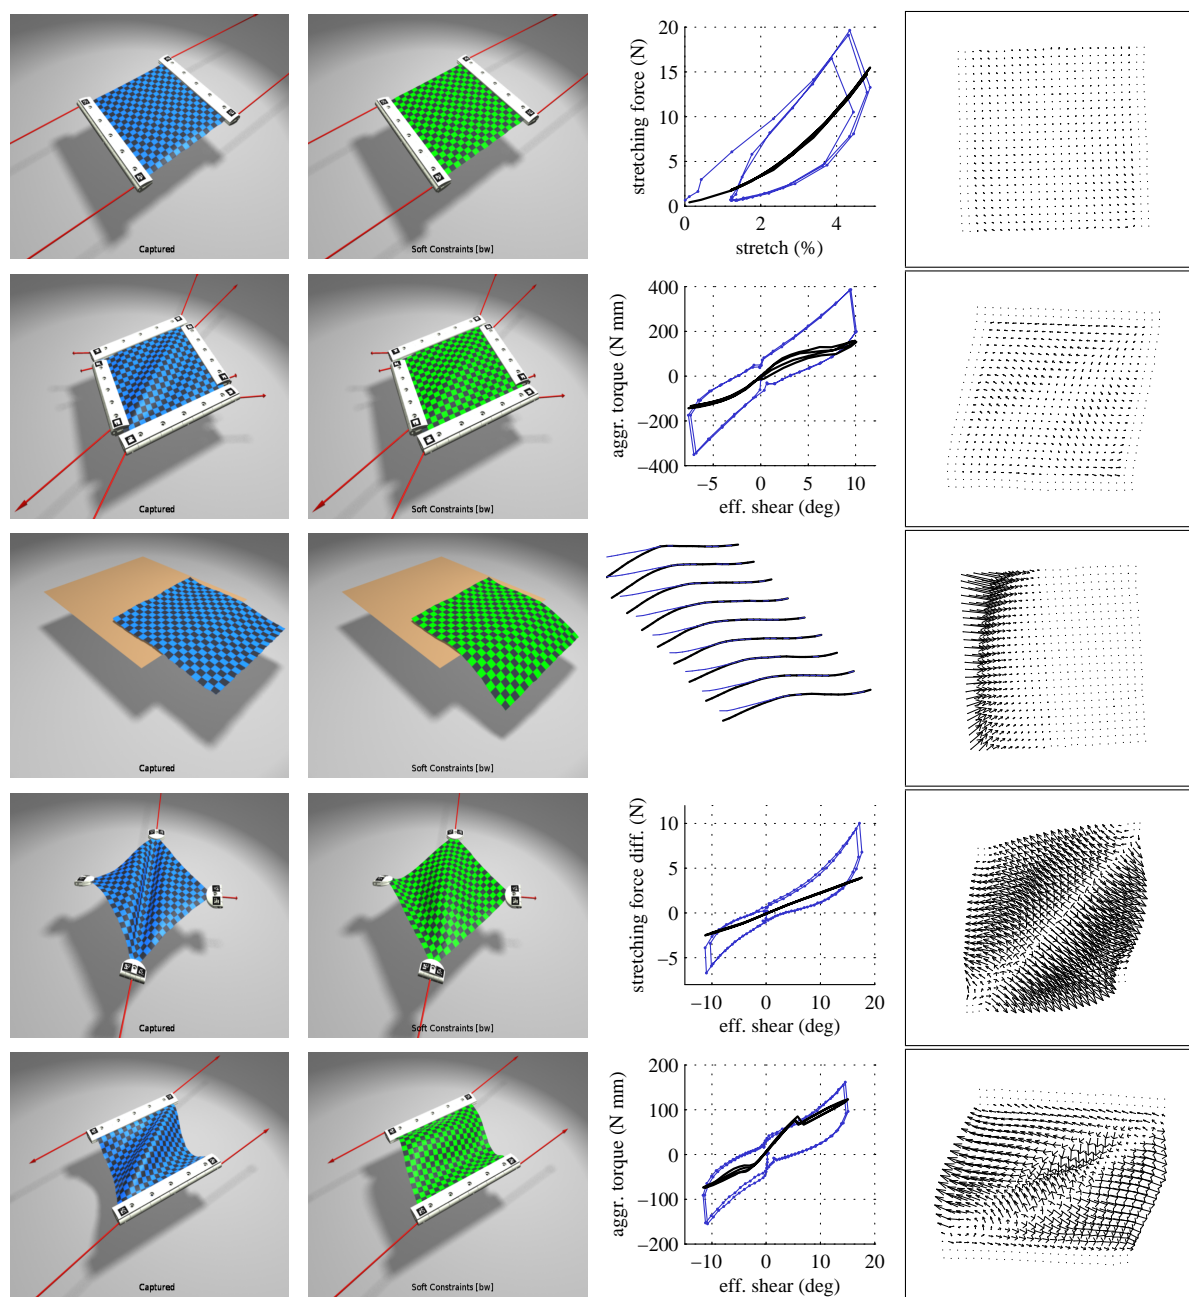 Captured
Soft Constraints [bw]
stretching force (N)
20
15
10
5
0
0 2 4
stretch (%)
Captured
Soft Constraints [bw]
aggr. torque (N mm)
400
200
0
−200
−400
−5 0 5 10
eff. shear (deg)
Captured
Soft Constraints [bw]
Captured
Soft Constraints [bw]
stretching force diff. (N)
10
5
0
−5
−10 0 10 20
eff. shear (deg)
Captured
Soft Constraints [bw]
aggr. torque (N mm)
200
100
0
−100
−200
−10 0 10 20
eff. shear (deg)